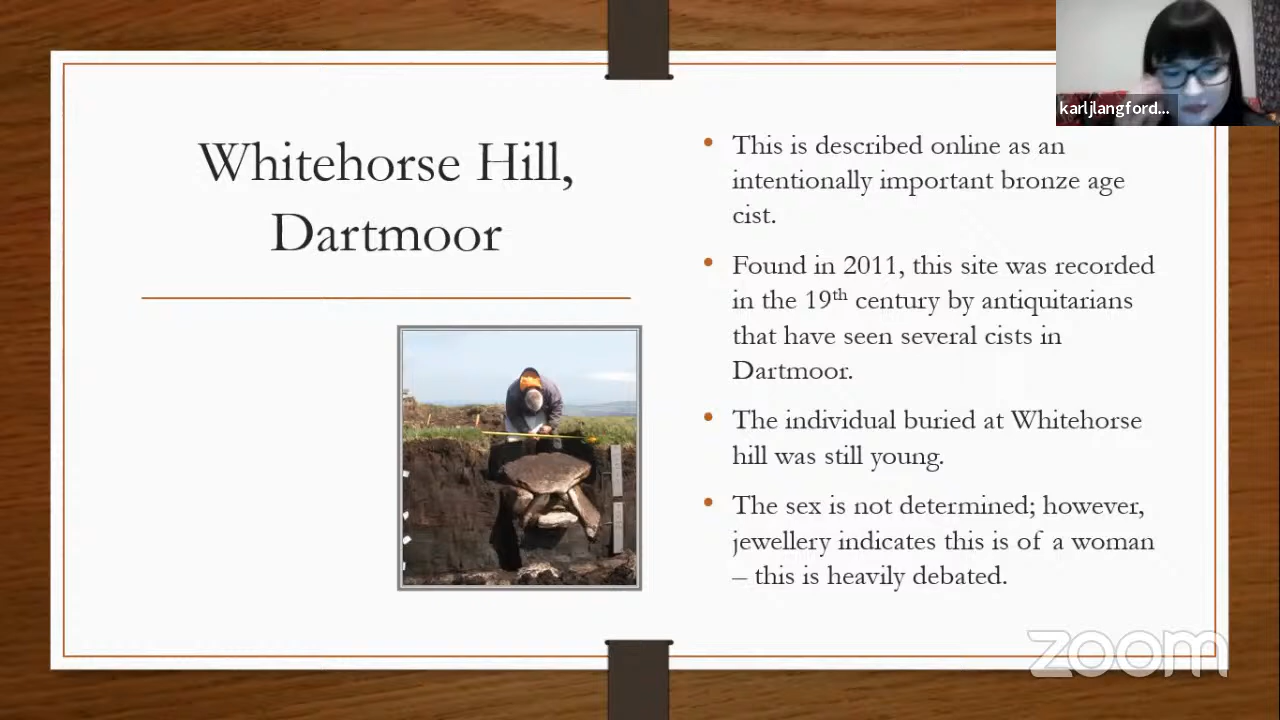 karljlangford...
Whitehorse Hill,
Dartmoor
• This is described online as an
intentionally important bronze age
cist.
• Found in 2011, this site was recorded
in the 19th century by antiquitarians
that have seen several cists in
Dartmoor.
• The individual buried at Whitehorse
hill was still young.
• The sex is not determined; however,
jewellery indicates this is of a woman
– this is heavily debated.
zoom